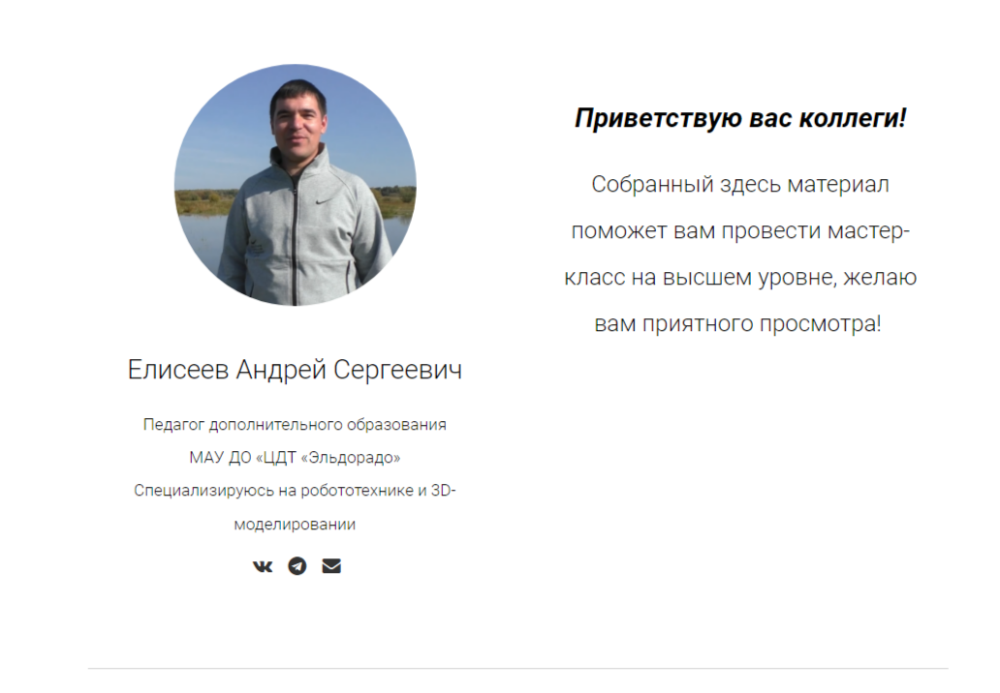 Приветствую вас коллеги!
Собранный здесь материал
поможет вам провести мастер-
класс на высшем уровне, желаю
вам приятного просмотра!
Елисеев Андрей Сергеевич
Педагог дополнительного образования
МАУ ДО «ЦДТ «Эльдорадо»
Специализируюсь на робототехнике и 3D-
моделировании